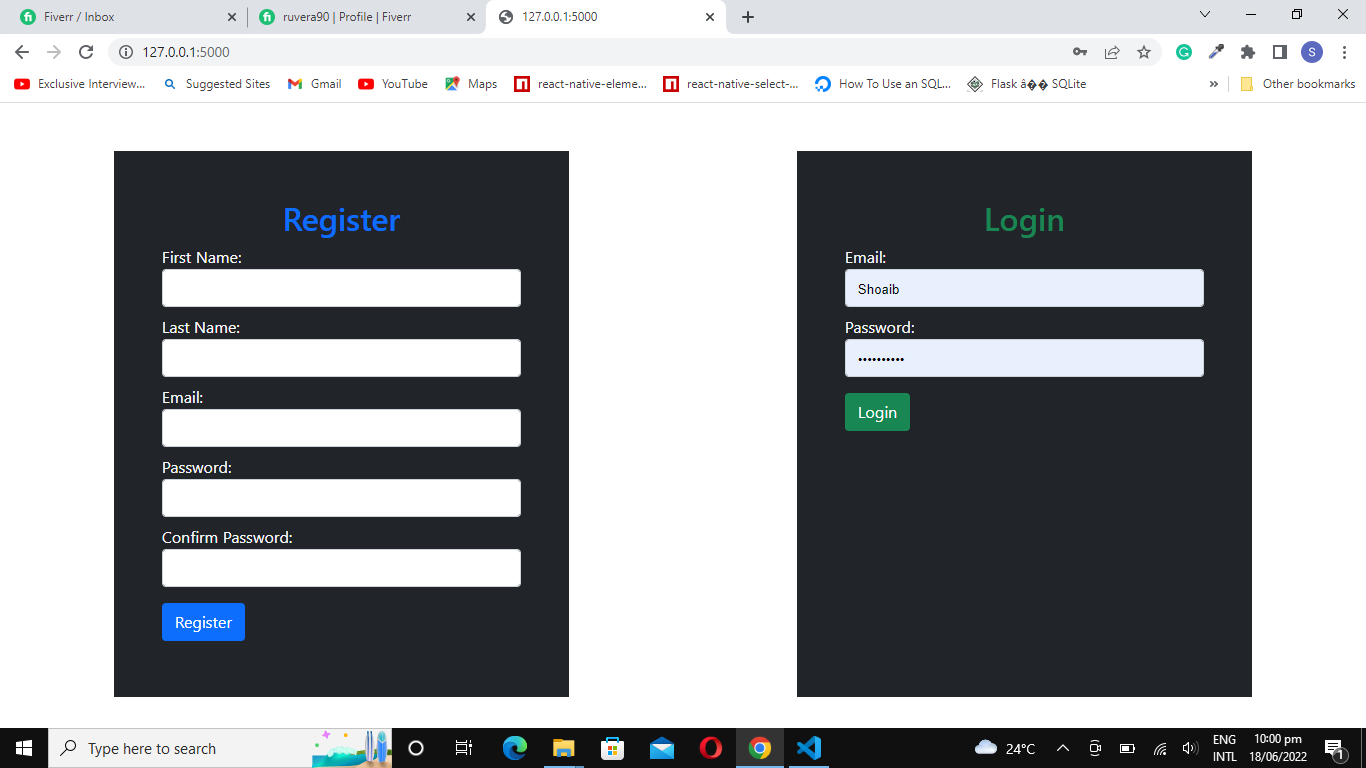 Fiverr / Inbox
ruvera90 | Profile | Fiverr
127.0.0.1:5000
127.0.0.1:5000
S
Exclusive Interview...
Suggested Sites
Gmail
YouTube
Maps
react-native-eleme...
react-native-select-...
How To Use an SQL...
Flask â�� SQLite
»
Other bookmarks
Register
First Name:
Last Name:
Email:
Password:
Confirm Password:
Register
Login
Email:
Shoaib
Password:
••••••••••
Login
Type here to search
24°C
ENG
INTL
10:00 pm
18/06/2022
1